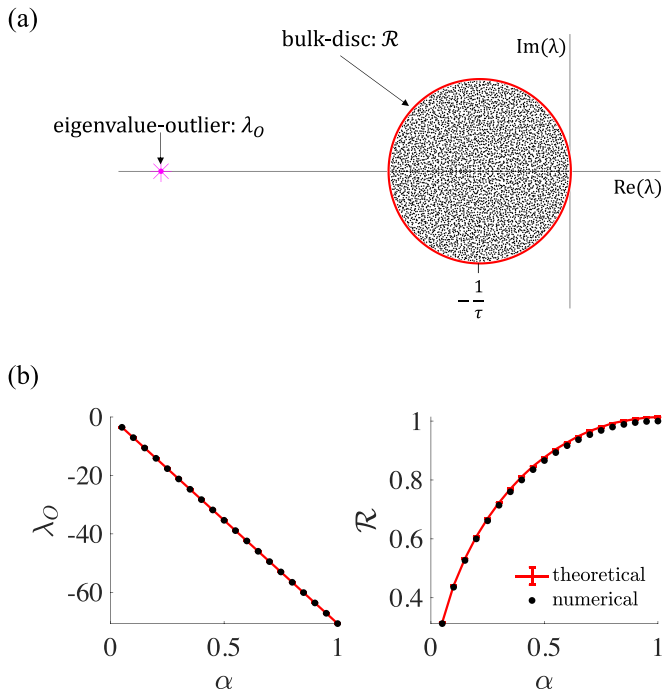 (a)
bulk-disc: ℛ
Im(λ)
eigenvalue-outlier: λ_O
Re(λ)
-1/τ
(b)
0
-20
-40
-60
λ_O
0
0.5
1
α
1
0.8
0.6
0.4
ℛ
theoretical
numerical
0
0.5
1
α